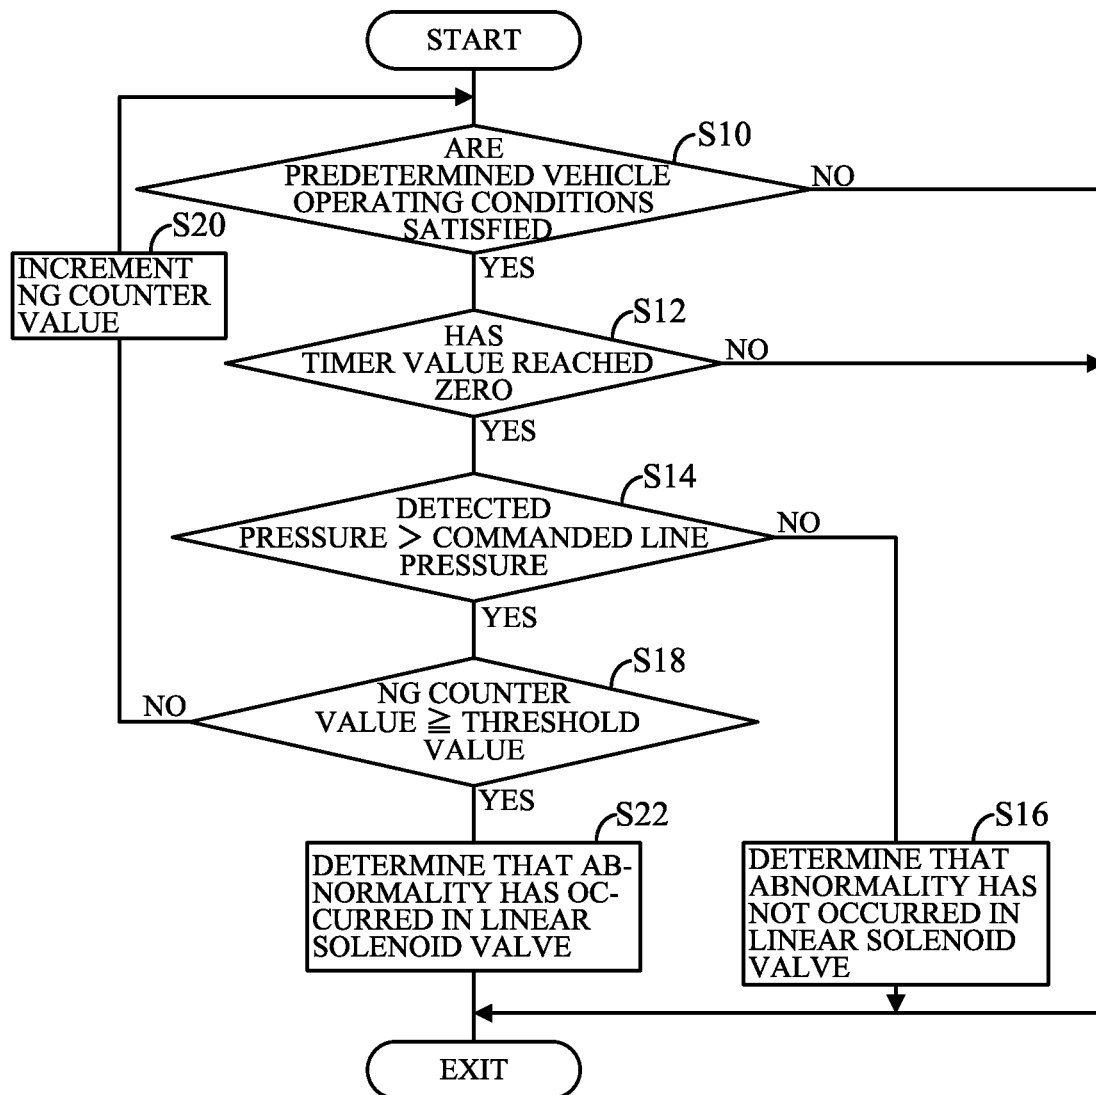 START
S10
ARE
PREDETERMINED VEHICLE
OPERATING CONDITIONS
SATISFIED
NO
YES
S20
INCREMENT
NG COUNTER
VALUE
S12
HAS
TIMER VALUE REACHED
ZERO
NO
YES
S14
DETECTED
PRESSURE > COMMANDED LINE
PRESSURE
NO
YES
S18
NG COUNTER
VALUE ≧ THRESHOLD
VALUE
NO
YES
S22
DETERMINE THAT AB-
NORMALITY HAS OC-
CURRED IN LINEAR
SOLENOID VALVE
S16
DETERMINE THAT
ABNORMALITY HAS
NOT OCCURRED IN
LINEAR SOLENOID
VALVE
EXIT